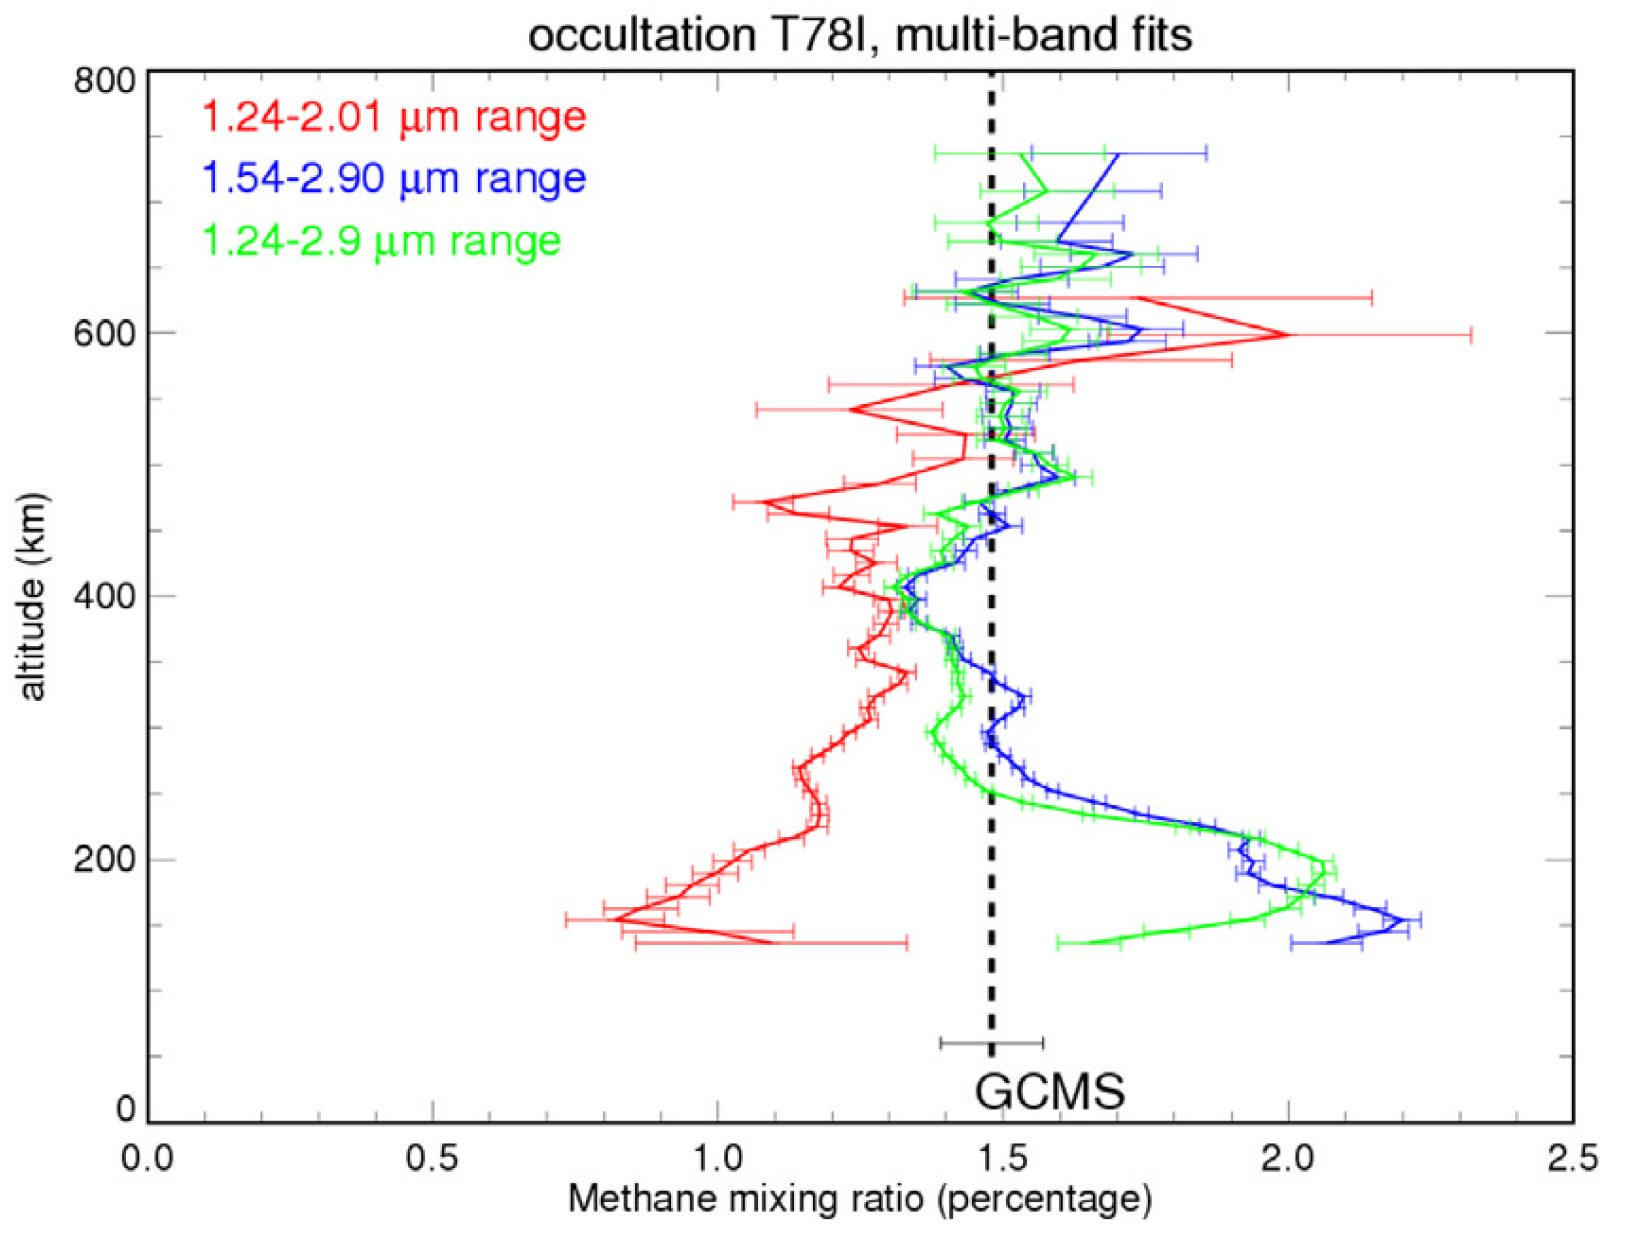 occultation T78I, multi-band fits
800
1.24-2.01 μm range
1.54-2.90 μm range
1.24-2.9 μm range
600
altitude (km)
400
200
GCMS
0
0.0 0.5 1.0 1.5 2.0 2.5
Methane mixing ratio (percentage)